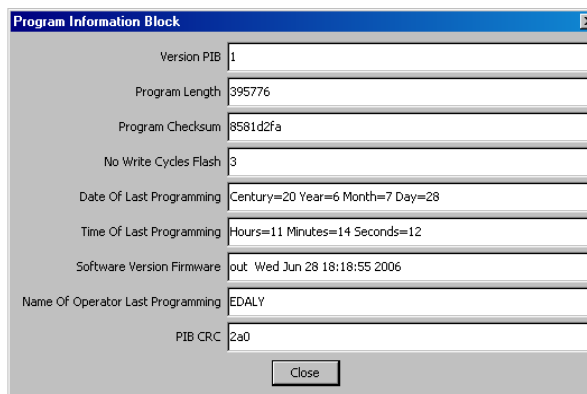 Program Information Block
Version PIB 1
Program Length 395776
Program Checksum 8581d2fa
No Write Cycles Flash 3
Date Of Last Programming Century=20 Year=6 Month=7 Day=28
Time Of Last Programming Hours=11 Minutes=14 Seconds=12
Software Version Firmware out  Wed Jun 28 18:18:55 2006
Name Of Operator Last Programming EDALY
PIB CRC 2a0
Close